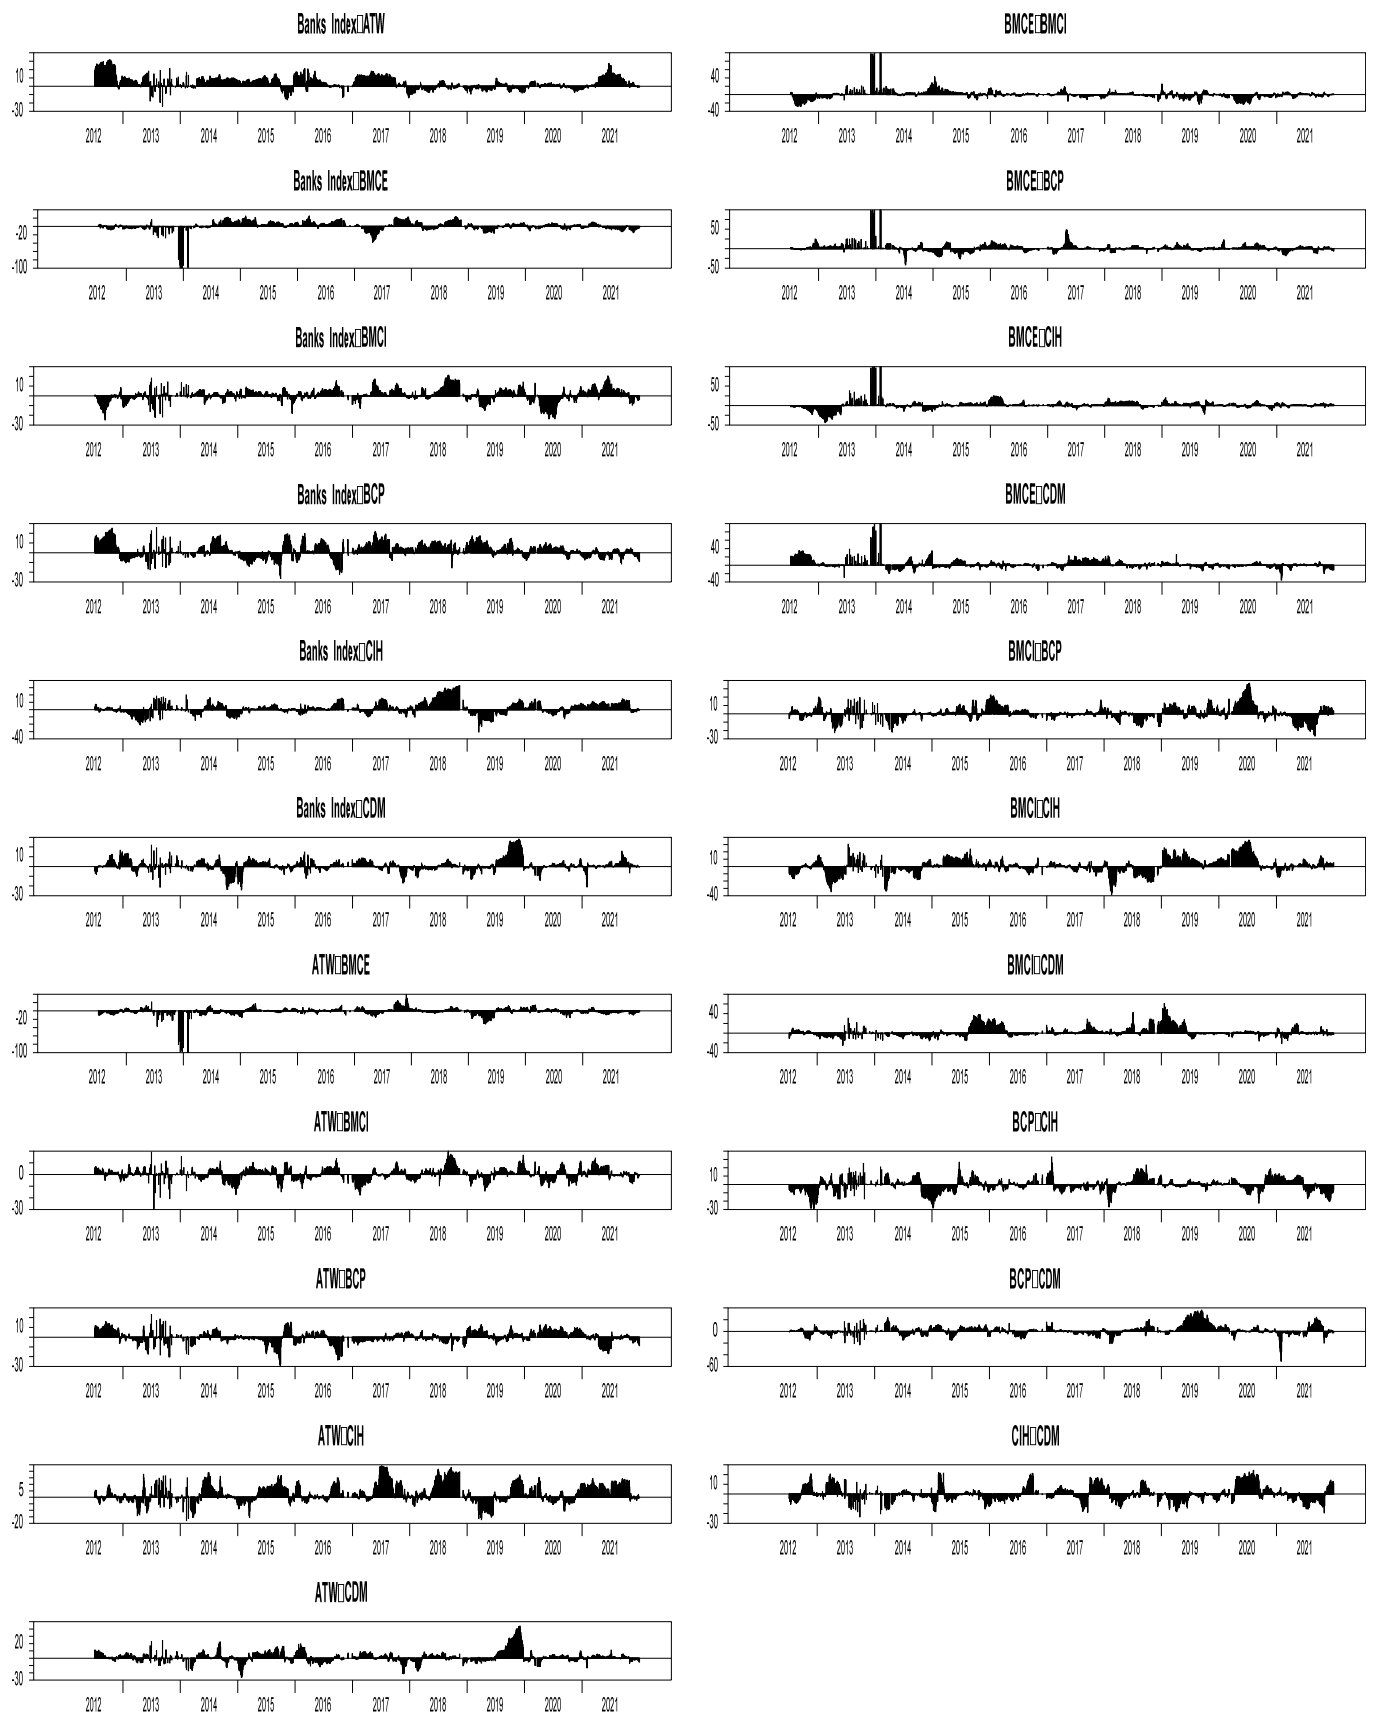 Banks Index□ATW
10
-30
2012 2013 2014 2015 2016 2017 2018 2019 2020 2021
Banks Index□BMCE
-20
-100
2012 2013 2014 2015 2016 2017 2018 2019 2020 2021
Banks Index□BMCI
10
-30
2012 2013 2014 2015 2016 2017 2018 2019 2020 2021
Banks Index□BCP
10
-30
2012 2013 2014 2015 2016 2017 2018 2019 2020 2021
Banks Index□CIH
10
-40
2012 2013 2014 2015 2016 2017 2018 2019 2020 2021
Banks Index□CDM
10
-30
2012 2013 2014 2015 2016 2017 2018 2019 2020 2021
ATW□BMCE
-20
-100
2012 2013 2014 2015 2016 2017 2018 2019 2020 2021
ATW□BMCI
0
-30
2012 2013 2014 2015 2016 2017 2018 2019 2020 2021
ATW□BCP
10
-30
2012 2013 2014 2015 2016 2017 2018 2019 2020 2021
ATW□CIH
5
-20
2012 2013 2014 2015 2016 2017 2018 2019 2020 2021
ATW□CDM
20
-30
2012 2013 2014 2015 2016 2017 2018 2019 2020 2021
BMCE□BMCI
40
-40
2012 2013 2014 2015 2016 2017 2018 2019 2020 2021
BMCE□BCP
50
-50
2012 2013 2014 2015 2016 2017 2018 2019 2020 2021
BMCE□CIH
50
-50
2012 2013 2014 2015 2016 2017 2018 2019 2020 2021
BMCE□CDM
40
-40
2012 2013 2014 2015 2016 2017 2018 2019 2020 2021
BMCI□BCP
10
-30
2012 2013 2014 2015 2016 2017 2018 2019 2020 2021
BMCI□CIH
10
-40
2012 2013 2014 2015 2016 2017 2018 2019 2020 2021
BMCI□CDM
40
-40
2012 2013 2014 2015 2016 2017 2018 2019 2020 2021
BCP□CIH
10
-30
2012 2013 2014 2015 2016 2017 2018 2019 2020 2021
BCP□CDM
0
-60
2012 2013 2014 2015 2016 2017 2018 2019 2020 2021
CIH□CDM
10
-30
2012 2013 2014 2015 2016 2017 2018 2019 2020 2021